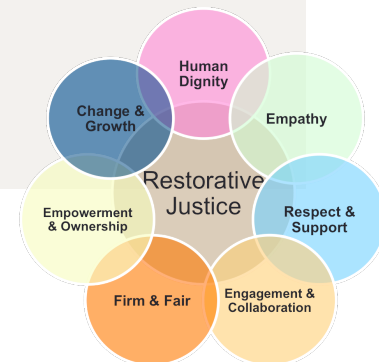 Human
Dignity
Change &
Growth
Empathy
Restorative
Justice
Empowerment
& Ownership
Respect &
Support
Firm & Fair
Engagement &
Collaboration